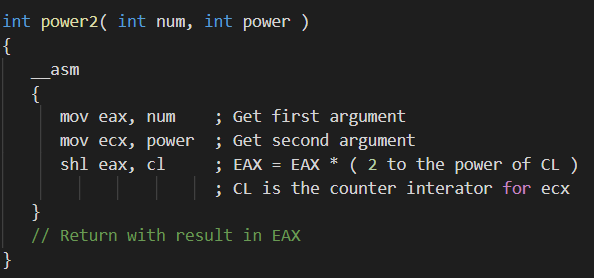 int power2( int num, int power )
{
__asm
{
mov eax, num ; Get first argument
mov ecx, power ; Get second argument
shl eax, cl ; EAX = EAX * ( 2 to the power of CL )
; CL is the counter interator for ecx
}
// Return with result in EAX
}